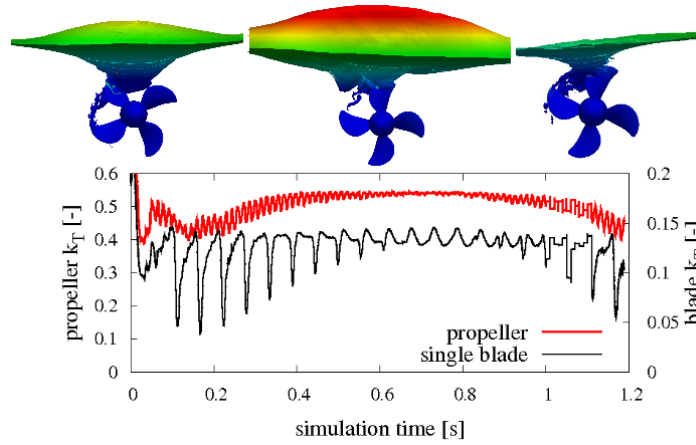 0.6
0.5
0.4
0.3
0.2
0.1
0
propeller k_T [-]
0.2
0.15
0.1
0.05
0
blade k_T [-]
propeller
single blade
0 0.2 0.4 0.6 0.8 1 1.2
simulation time [s]